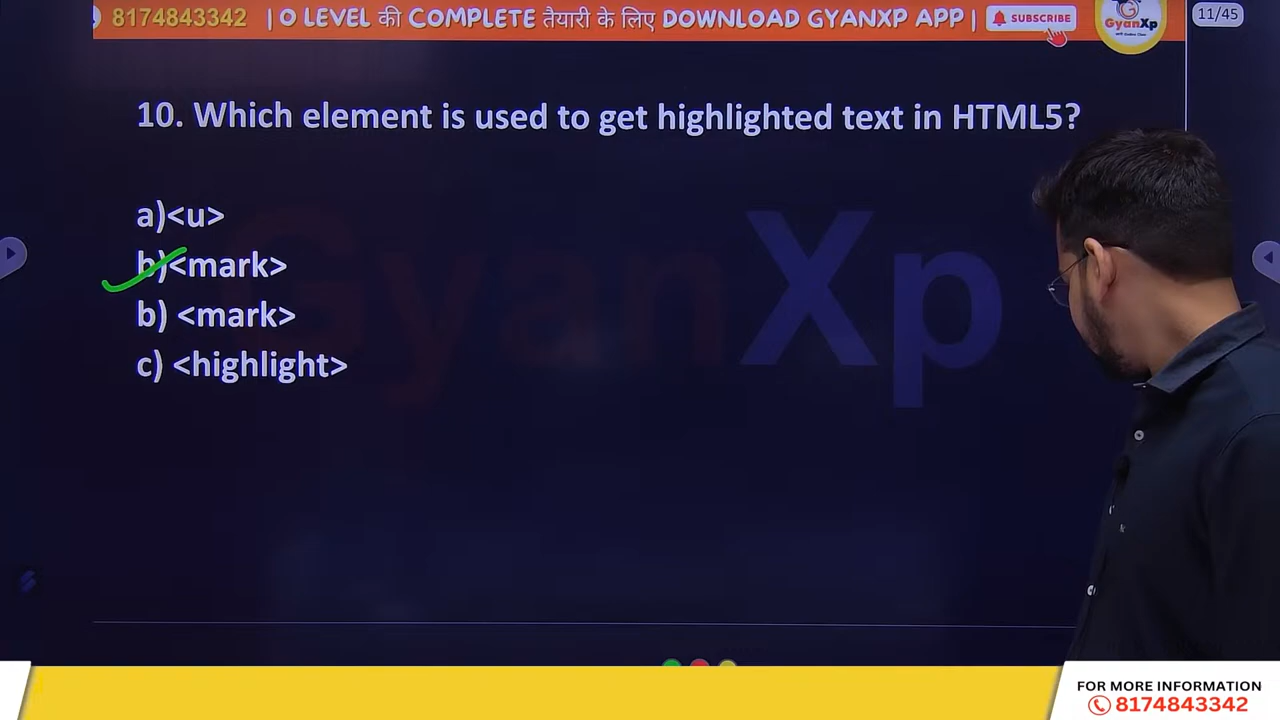 8174843342 | O LEVEL की COMPLETE तैयारी के लिए DOWNLOAD GYANXP APP | SUBSCRIBE
GyanXp
11/45
10. Which element is used to get highlighted text in HTML5?
a)<u>
b)<mark>
b) <mark>
c) <highlight>
GyanXp
FOR MORE INFORMATION
8174843342